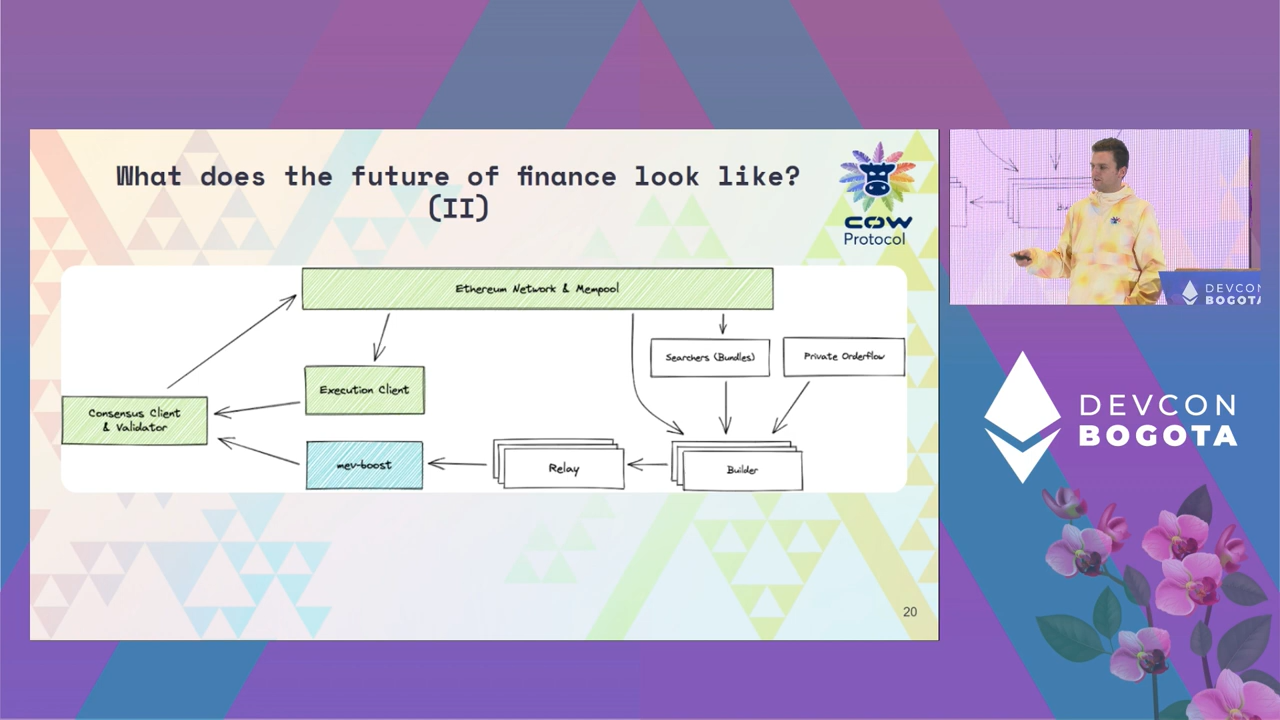 What does the future of finance look like?
(II)
COW
Protocol
Ethereum Network & Mempool
Searchers (Bundles)
Private Orderflow
Execution Client
Consensus Client
& Validator
mev-boost
Relay
Builder
20
DEVCON
BOGOTA
DEVCON
BOGOTA